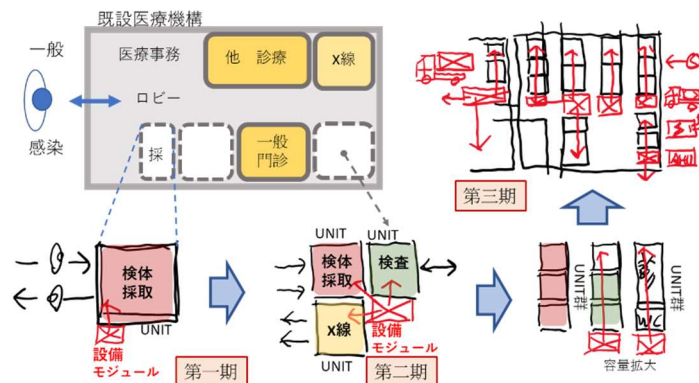 既設医療機構
一般
感染
医療事務
他 診療
X線
ロビー
採
一般
門診
第三期
検体
採取
UNIT
設備
モジュール
第一期
UNIT
UNIT
検体
採取
検査
X線
UNIT
設備
モジュール
第二期
UNIT群
診
WC
UNIT群
容量拡大